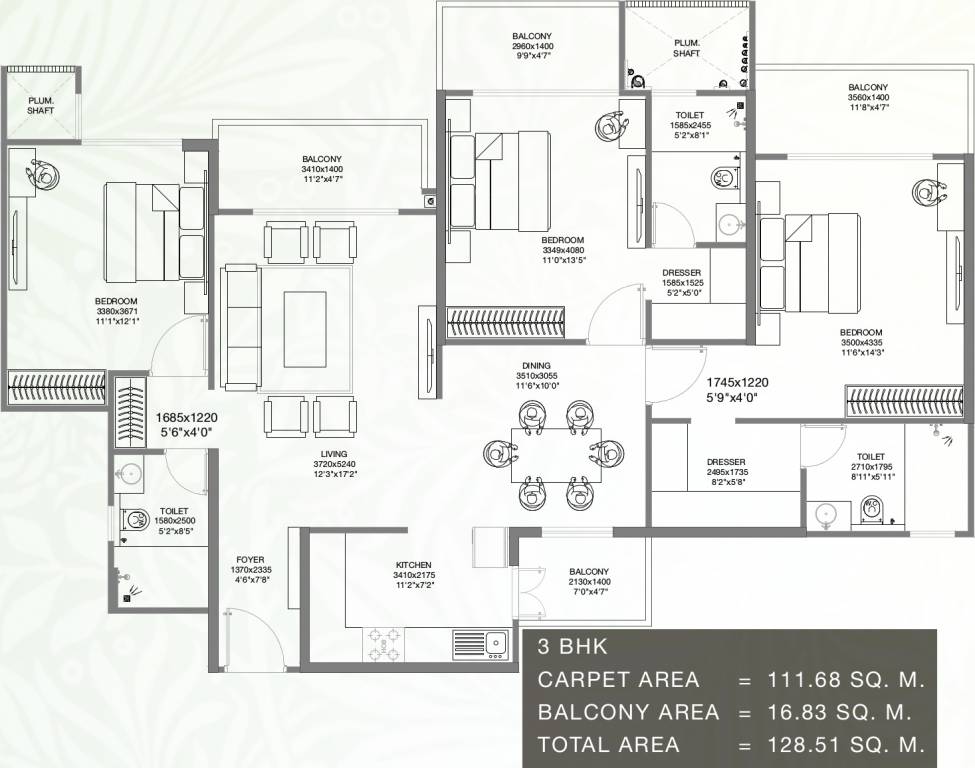 BALCONY
2960x1400
9'9"x4'7"
PLUM.
SHAFT
PLUM.
SHAFT
BALCONY
3560x1400
11'8"x4'7"
TOILET
1585x2455
5'2"x8'1"
BALCONY
3410x1400
11'2"x4'7"
BEDROOM
3349x4080
11'0"x13'5"
DRESSER
1585x1525
5'2"x5'0"
BEDROOM
3380x3671
11'1"x12'1"
BEDROOM
3500x4335
11'6"x14'3"
DINING
3510x3055
11'6"x10'0"
1745x1220
5'9"x4'0"
1685x1220
5'6"x4'0"
LIVING
3720x5240
12'3"x17'2"
DRESSER
2495x1735
8'2"x5'8"
TOILET
2710x1795
8'11"x5'11"
TOILET
1580x2500
5'2"x8'5"
FOYER
1370x2335
4'6"x7'8"
KITCHEN
3410x2175
11'2"x7'2"
BALCONY
2130x1400
7'0"x4'7"
HOB
3 BHK
CARPET AREA = 111.68 SQ. M.
BALCONY AREA = 16.83 SQ. M.
TOTAL AREA = 128.51 SQ. M.